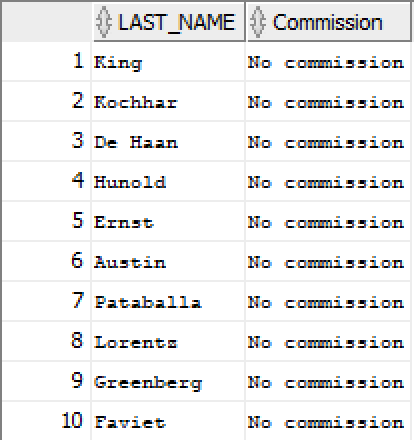 LAST_NAME Commission
1 King No commission
2 Kochhar No commission
3 De Haan No commission
4 Hunold No commission
5 Ernst No commission
6 Austin No commission
7 Pataballa No commission
8 Lorentz No commission
9 Greenberg No commission
10 Faviet No commission